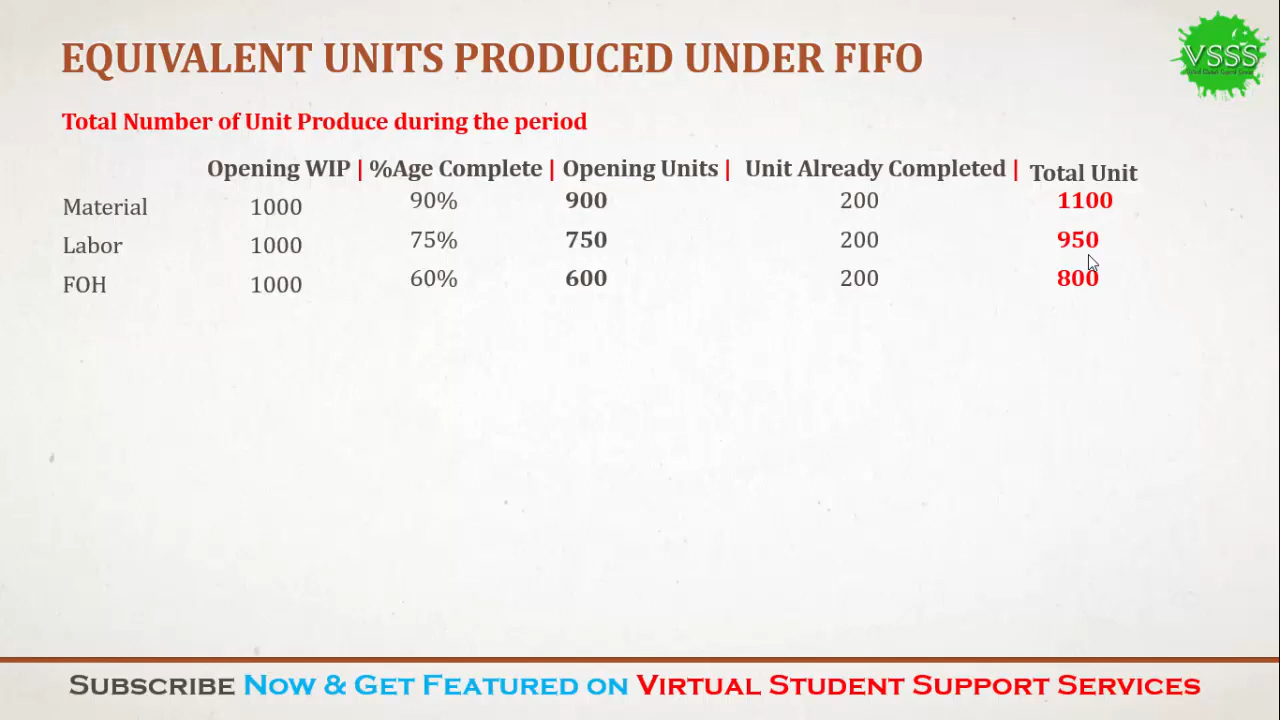 EQUIVALENT UNITS PRODUCED UNDER FIFO
VSSS
Total Number of Unit Produce during the period
Opening WIP | %Age Complete | Opening Units | Unit Already Completed | Total Unit
Material 1000 90% 900 200 1100
Labor 1000 75% 750 200 950
FOH 1000 60% 600 200 800
SUBSCRIBE NOW & GET FEATURED ON VIRTUAL STUDENT SUPPORT SERVICES